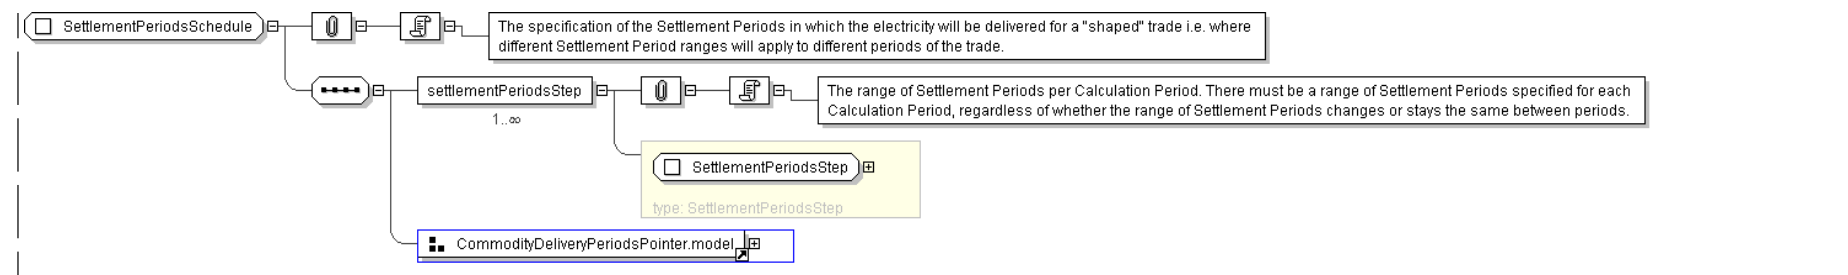 SettlementPeriodsSchedule
The specification of the Settlement Periods in which the electricity will be delivered for a "shaped" trade i.e. where
different Settlement Period ranges will apply to different periods of the trade.
settlementPeriodsStep
1..∞
The range of Settlement Periods per Calculation Period. There must be a range of Settlement Periods specified for each
Calculation Period, regardless of whether the range of Settlement Periods changes or stays the same between periods.
SettlementPeriodsStep
type: SettlementPeriodsStep
CommodityDeliveryPeriodsPointer.model